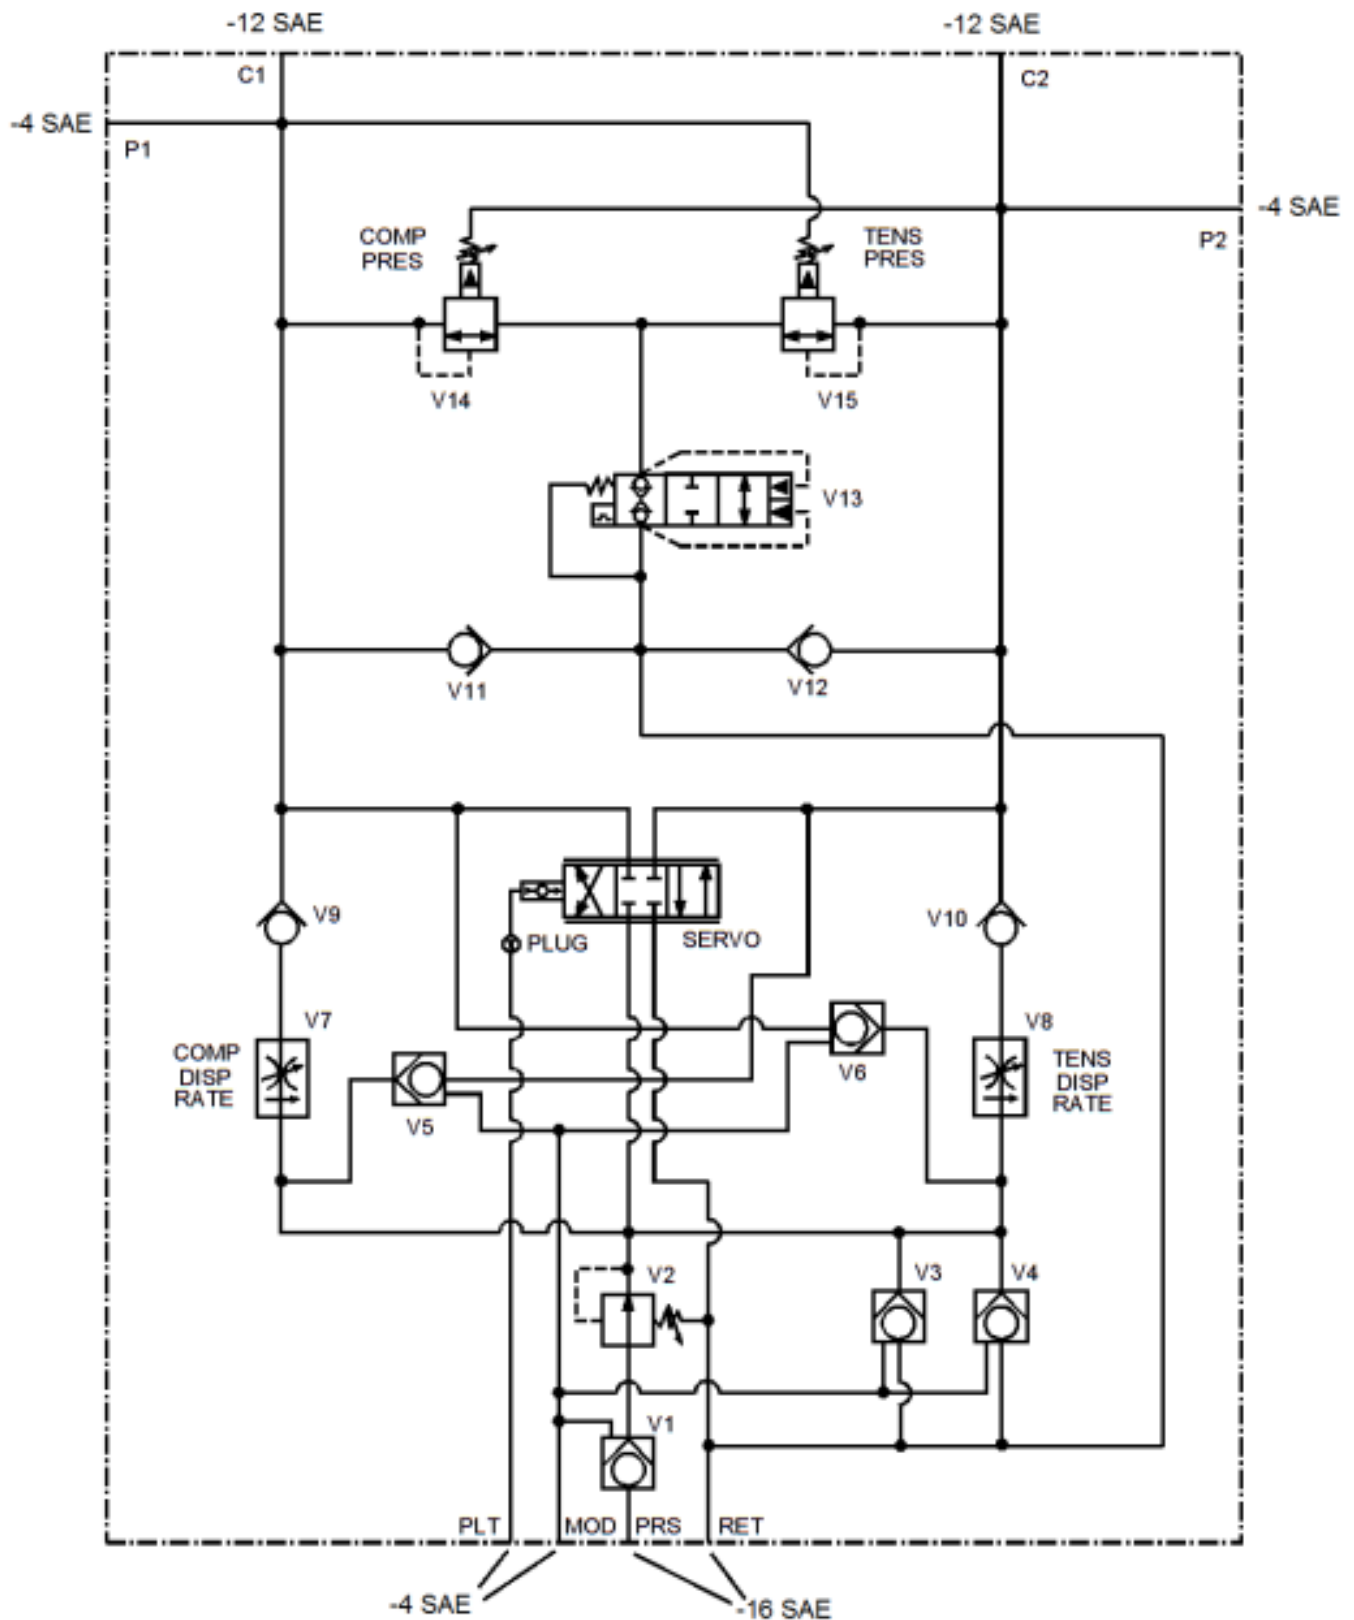 -12 SAE
-12 SAE
C1
C2
-4 SAE
P1
-4 SAE
P2
COMP
PRES
TENS
PRES
V14
V15
V13
V11
V12
V9
V10
PLUG
SERVO
V7
V8
COMP
DISP
RATE
TENS
DISP
RATE
V6
V5
V2
V3
V4
V1
PLT
MOD
PRS
RET
-4 SAE
-16 SAE